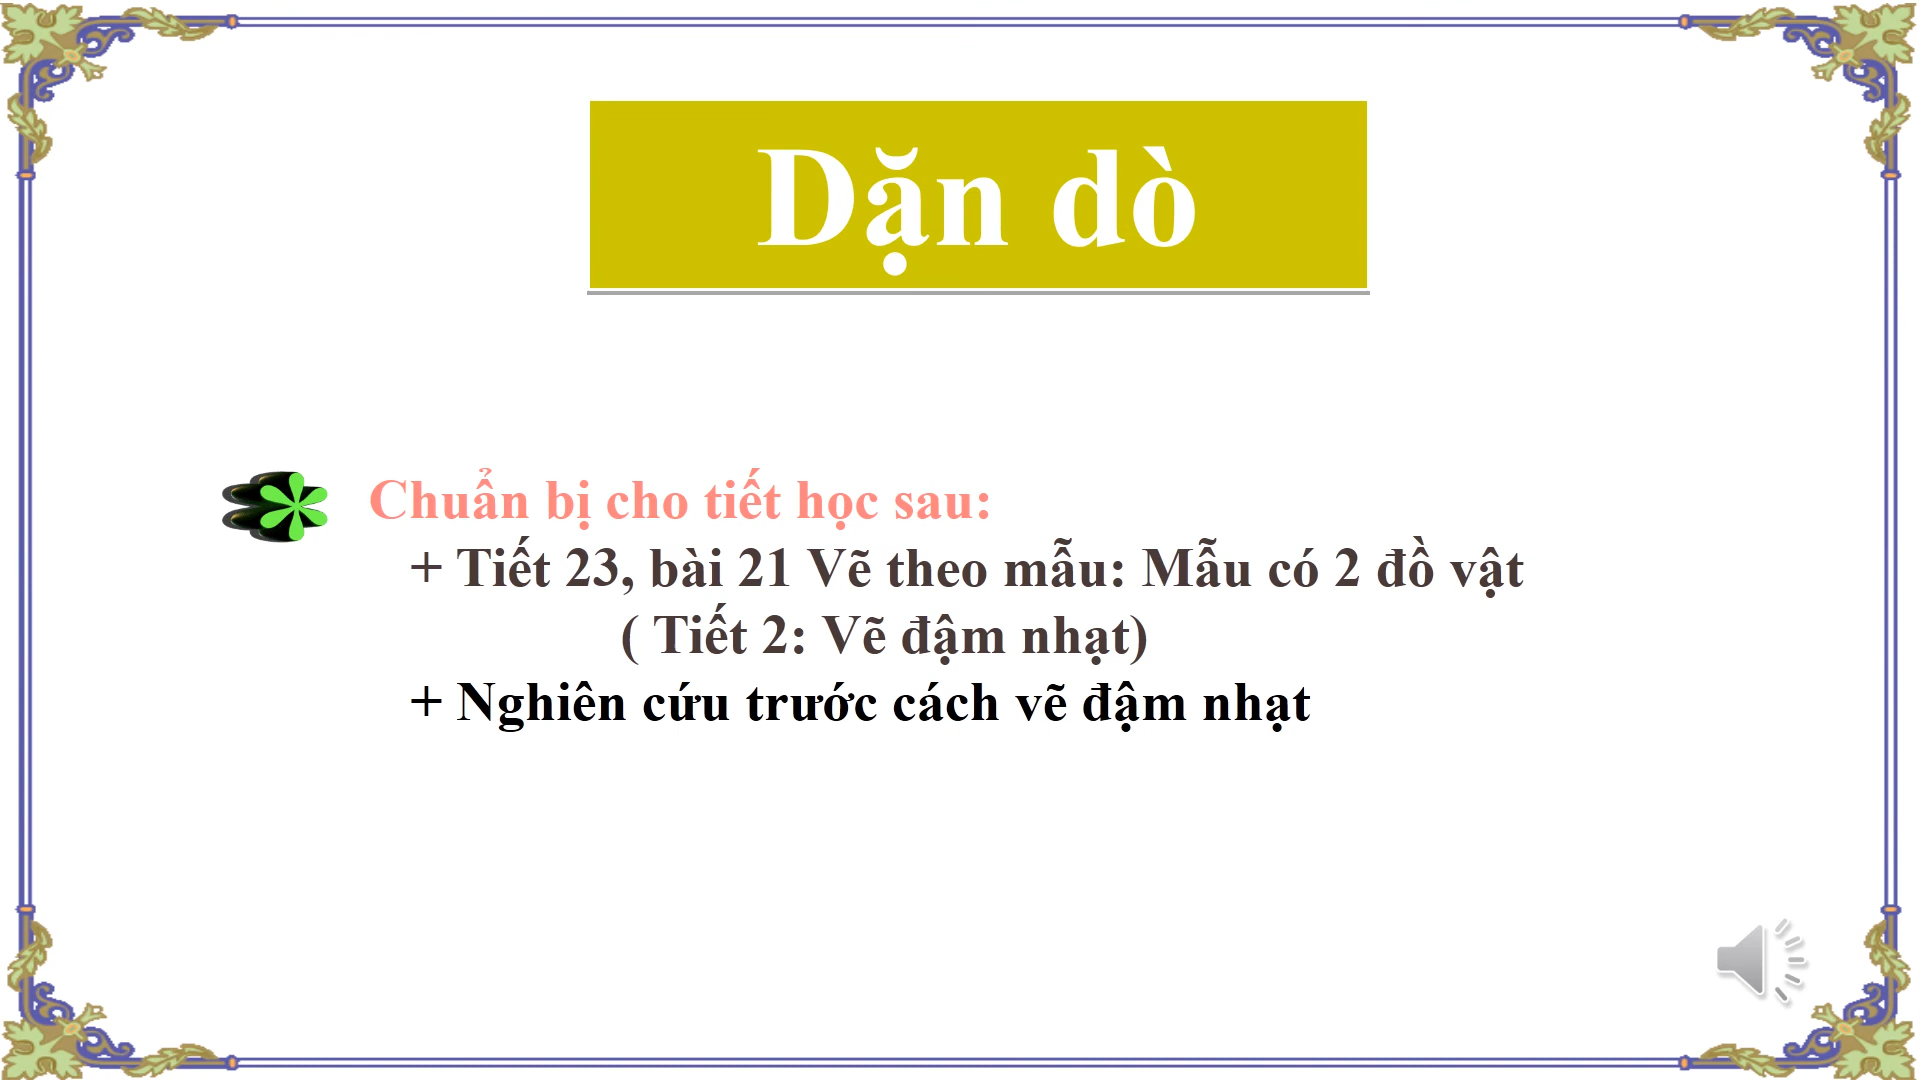 Dặn dò
Chuẩn bị cho tiết học sau:
+ Tiết 23, bài 21 Vẽ theo mẫu: Mẫu có 2 đồ vật
( Tiết 2: Vẽ đậm nhạt)
+ Nghiên cứu trước cách vẽ đậm nhạt